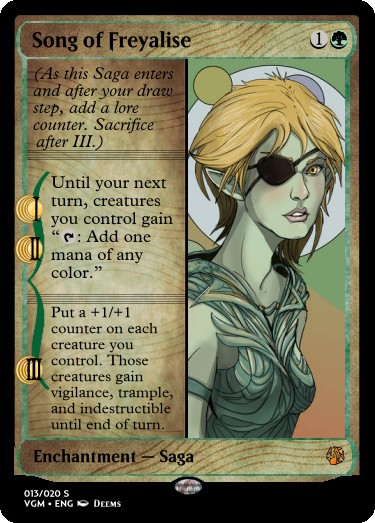 Song of Freyalise 1
(As this Saga enters
and after your draw
step, add a lore
counter. Sacrifice
after III.)
I
II
Until your next
turn, creatures
you control gain
“ : Add one
mana of any
color.”
III
Put a +1/+1
counter on each
creature you
control. Those
creatures gain
vigilance, trample,
and indestructible
until end of turn.
Enchantment — Saga
013/020 S
VGM • ENG Deems